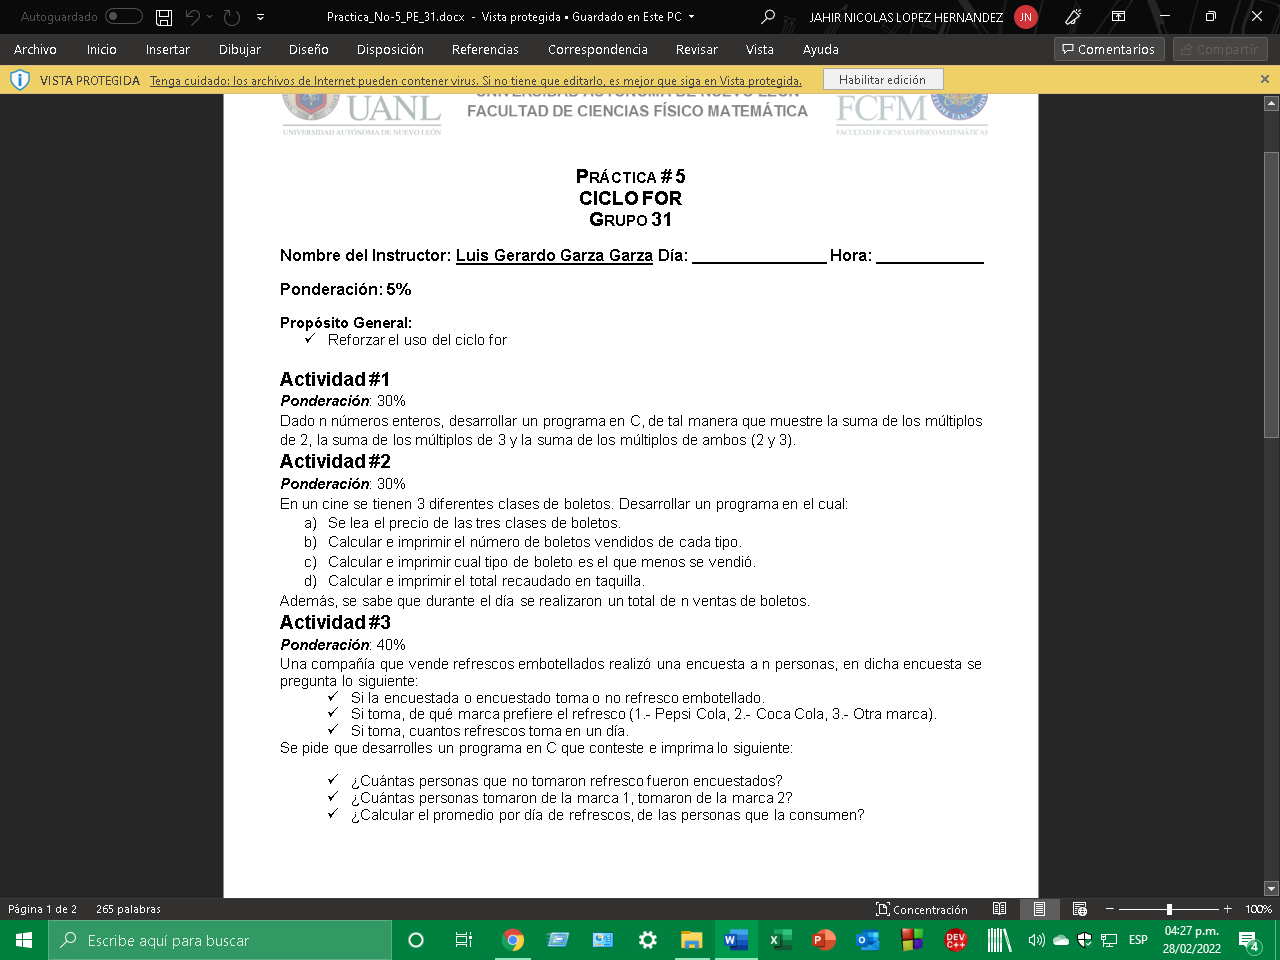 Autoguardado
Practica_No-5_PE_31.docx - Vista protegida • Guardado en Este PC
JAHIR NICOLAS LOPEZ HERNANDEZ
JN
Archivo Inicio Insertar Dibujar Diseño Disposición Referencias Correspondencia Revisar Vista Ayuda
Comentarios
Compartir
VISTA PROTEGIDA Tenga cuidado: los archivos de Internet pueden contener virus. Si no tiene que editarlo, es mejor que siga en Vista protegida.
Habilitar edición
UNIVERSIDAD AUTÓNOMA DE NUEVO LEÓN
UANL
FACULTAD DE CIENCIAS FÍSICO MATEMÁTICA
FCFM
UNIVERSIDAD AUTÓNOMA DE NUEVO LEÓN
FACULTAD DE CIENCIAS FÍSICO MATEMÁTICAS
PRÁCTICA # 5
CICLO FOR
GRUPO 31
Nombre del Instructor: Luis Gerardo Garza Garza Día: _______________ Hora: ____________
Ponderación: 5%
Propósito General:
✓ Reforzar el uso del ciclo for
Actividad #1
Ponderación: 30%
Dado n números enteros, desarrollar un programa en C, de tal manera que muestre la suma de los múltiplos
de 2, la suma de los múltiplos de 3 y la suma de los múltiplos de ambos (2 y 3).
Actividad #2
Ponderación: 30%
En un cine se tienen 3 diferentes clases de boletos. Desarrollar un programa en el cual:
a) Se lea el precio de las tres clases de boletos.
b) Calcular e imprimir el número de boletos vendidos de cada tipo.
c) Calcular e imprimir cual tipo de boleto es el que menos se vendió.
d) Calcular e imprimir el total recaudado en taquilla.
Además, se sabe que durante el día se realizaron un total de n ventas de boletos.
Actividad #3
Ponderación: 40%
Una compañía que vende refrescos embotellados realizó una encuesta a n personas, en dicha encuesta se
pregunta lo siguiente:
✓ Si la encuestada o encuestado toma o no refresco embotellado.
✓ Si toma, de qué marca prefiere el refresco (1.- Pepsi Cola, 2.- Coca Cola, 3.- Otra marca).
✓ Si toma, cuantos refrescos toma en un día.
Se pide que desarrolles un programa en C que conteste e imprima lo siguiente:
✓ ¿Cuántas personas que no tomaron refresco fueron encuestados?
✓ ¿Cuántas personas tomaron de la marca 1, tomaron de la marca 2?
✓ ¿Calcular el promedio por día de refrescos, de las personas que la consumen?
Página 1 de 2 265 palabras
Concentración
100%
Escribe aquí para buscar
DEV C++
ESP
04:27 p.m.
28/02/2022
4